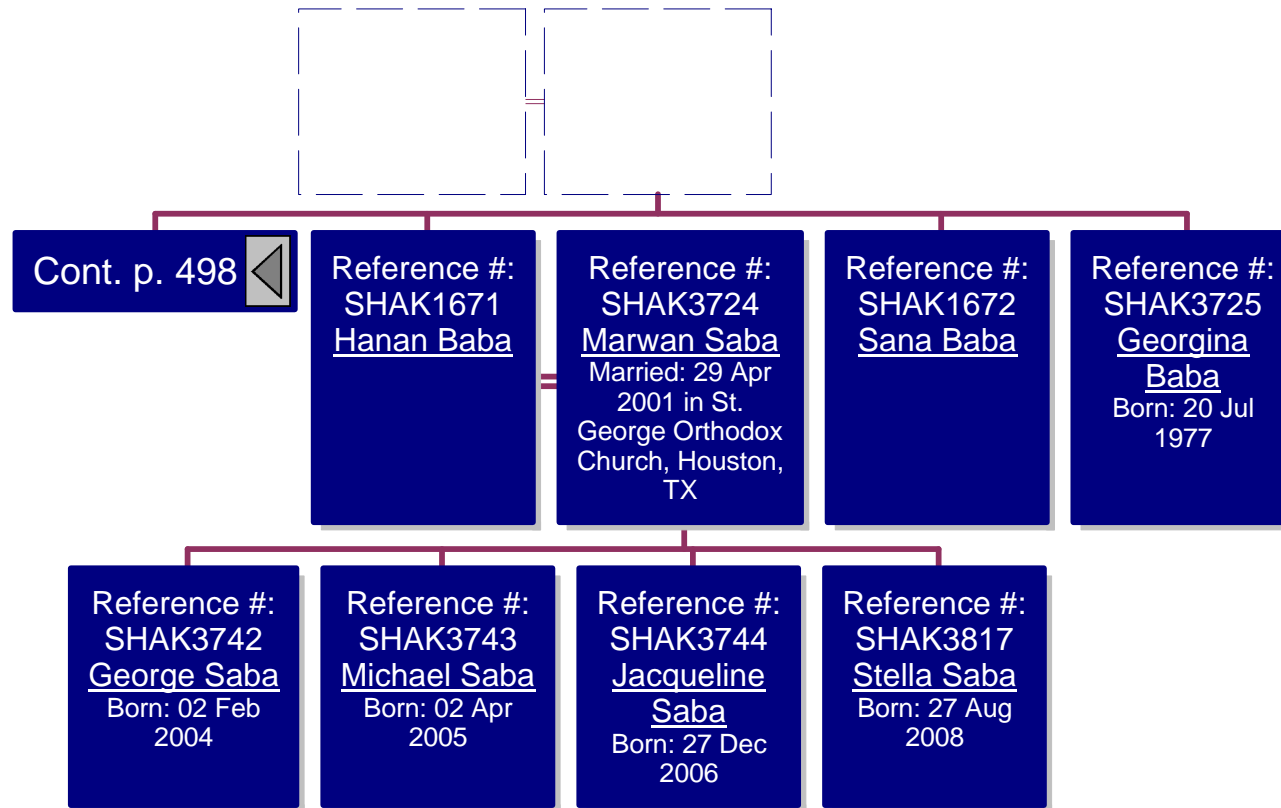 Cont. p. 498
Reference #:
SHAK1671
Hanan Baba
Reference #:
SHAK3724
Marwan Saba
Married: 29 Apr
2001 in St.
George Orthodox
Church, Houston,
TX
Reference #:
SHAK1672
Sana Baba
Reference #:
SHAK3725
Georgina
Baba
Born: 20 Jul
1977
Reference #:
SHAK3742
George Saba
Born: 02 Feb
2004
Reference #:
SHAK3743
Michael Saba
Born: 02 Apr
2005
Reference #:
SHAK3744
Jacqueline
Saba
Born: 27 Dec
2006
Reference #:
SHAK3817
Stella Saba
Born: 27 Aug
2008